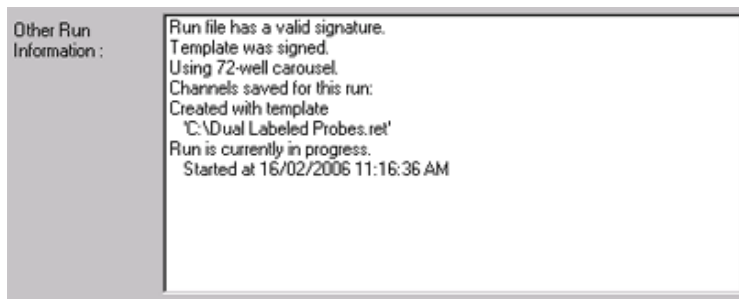 Other Run
Information :
Run file has a valid signature.
Template was signed.
Using 72-well carousel.
Channels saved for this run:
Created with template
'C:\Dual Labeled Probes.ret'
Run is currently in progress.
Started at 16/02/2006 11:16:36 AM